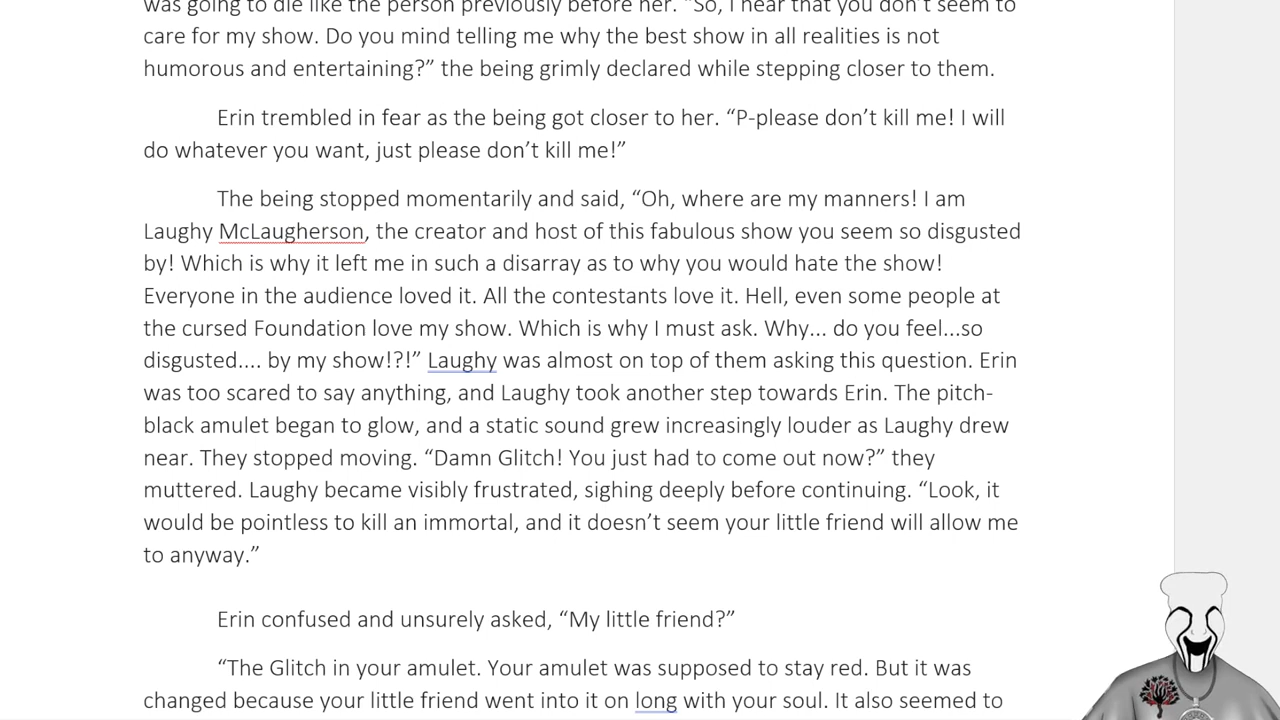 was going to die like the person previously before her. “So, I hear that you don’t seem to
care for my show. Do you mind telling me why the best show in all realities is not
humorous and entertaining?” the being grimly declared while stepping closer to them.
Erin trembled in fear as the being got closer to her. “P-please don’t kill me! I will
do whatever you want, just please don’t kill me!”
The being stopped momentarily and said, “Oh, where are my manners! I am
Laughy McLaugherson, the creator and host of this fabulous show you seem so disgusted
by! Which is why it left me in such a disarray as to why you would hate the show!
Everyone in the audience loved it. All the contestants love it. Hell, even some people at
the cursed Foundation love my show. Which is why I must ask. Why... do you feel...so
disgusted.... by my show!?!” Laughy was almost on top of them asking this question. Erin
was too scared to say anything, and Laughy took another step towards Erin. The pitch-
black amulet began to glow, and a static sound grew increasingly louder as Laughy drew
near. They stopped moving. “Damn Glitch! You just had to come out now?” they
muttered. Laughy became visibly frustrated, sighing deeply before continuing. “Look, it
would be pointless to kill an immortal, and it doesn’t seem your little friend will allow me
to anyway.”
Erin confused and unsurely asked, “My little friend?”
“The Glitch in your amulet. Your amulet was supposed to stay red. But it was
changed because your little friend went into it on long with your soul. It also seemed to